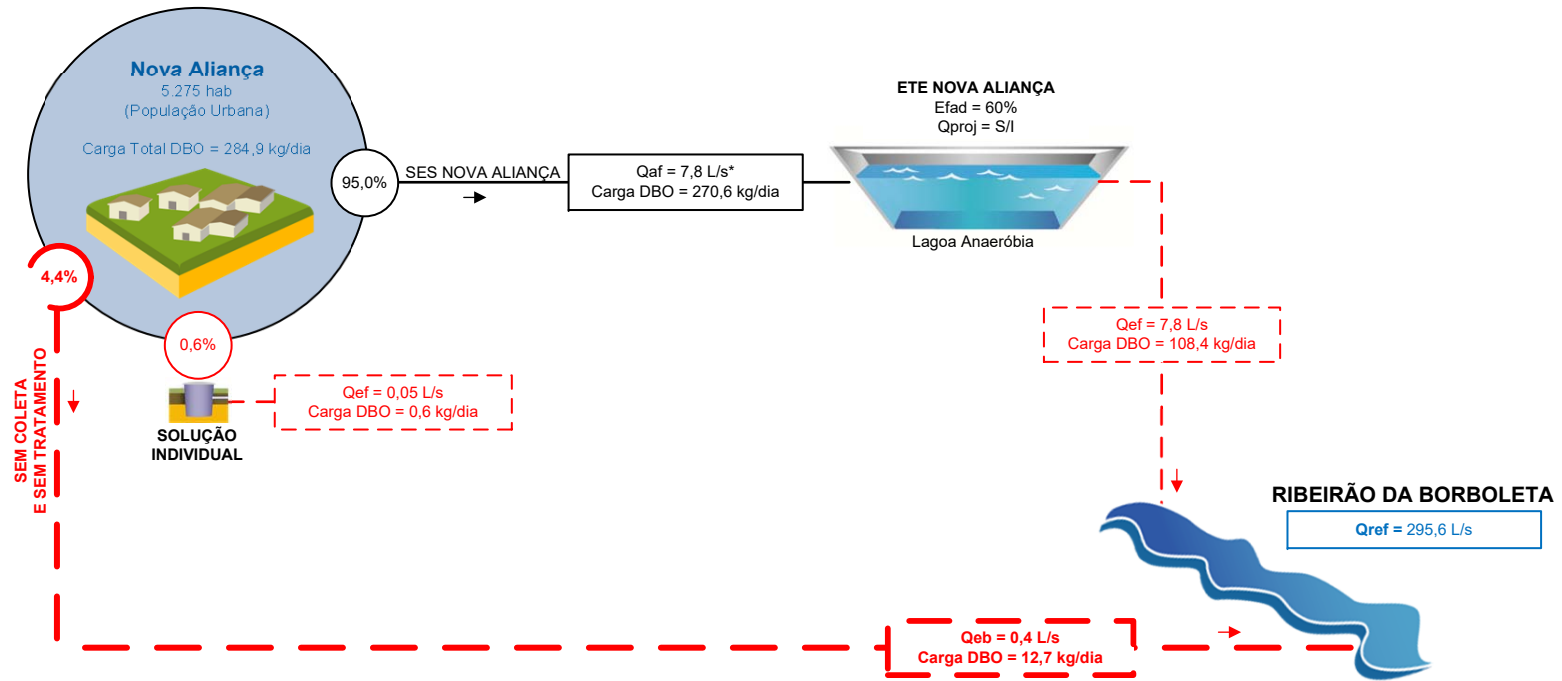 Nova Aliança
5.275 hab
(População Urbana)
Carga Total DBO = 284,9 kg/dia
95,0%
SES NOVA ALIANÇA
Qaf = 7,8 L/s*
Carga DBO = 270,6 kg/dia
ETE NOVA ALIANÇA
Efad = 60%
Qproj = S/I
Lagoa Anaeróbia
4,4%
0,6%
SEM COLETA
E SEM TRATAMENTO
SOLUÇÃO
INDIVIDUAL
Qef = 0,05 L/s
Carga DBO = 0,6 kg/dia
Qef = 7,8 L/s
Carga DBO = 108,4 kg/dia
RIBEIRÃO DA BORBOLETA
Qref = 295,6 L/s
Qeb = 0,4 L/s
Carga DBO = 12,7 kg/dia